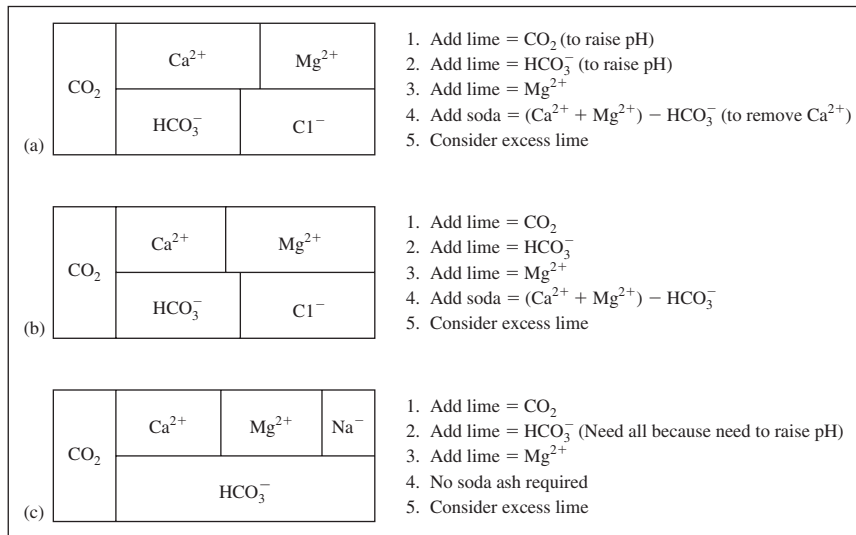 CO₂
Ca²⁺ Mg²⁺
HCO₃⁻ C1⁻
(a)
1. Add lime = CO₂ (to raise pH)
2. Add lime = HCO₃⁻ (to raise pH)
3. Add lime = Mg²⁺
4. Add soda = (Ca²⁺ + Mg²⁺) − HCO₃⁻ (to remove Ca²⁺)
5. Consider excess lime
CO₂
Ca²⁺ Mg²⁺
HCO₃⁻ C1⁻
(b)
1. Add lime = CO₂
2. Add lime = HCO₃⁻
3. Add lime = Mg²⁺
4. Add soda = (Ca²⁺ + Mg²⁺) − HCO₃⁻
5. Consider excess lime
CO₂
Ca²⁺ Mg²⁺ Na⁻
HCO₃⁻
(c)
1. Add lime = CO₂
2. Add lime = HCO₃⁻ (Need all because need to raise pH)
3. Add lime = Mg²⁺
4. No soda ash required
5. Consider excess lime